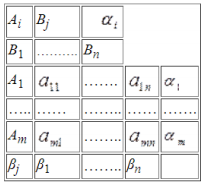 A_i B_j α_i
B_1 .......... B_n
A_1 a_11 ....... a_1n α_1
..... ...... ....... ..... .....
A_m a_m1 ....... a_mn α_m
β_j β_1 ........ β_n